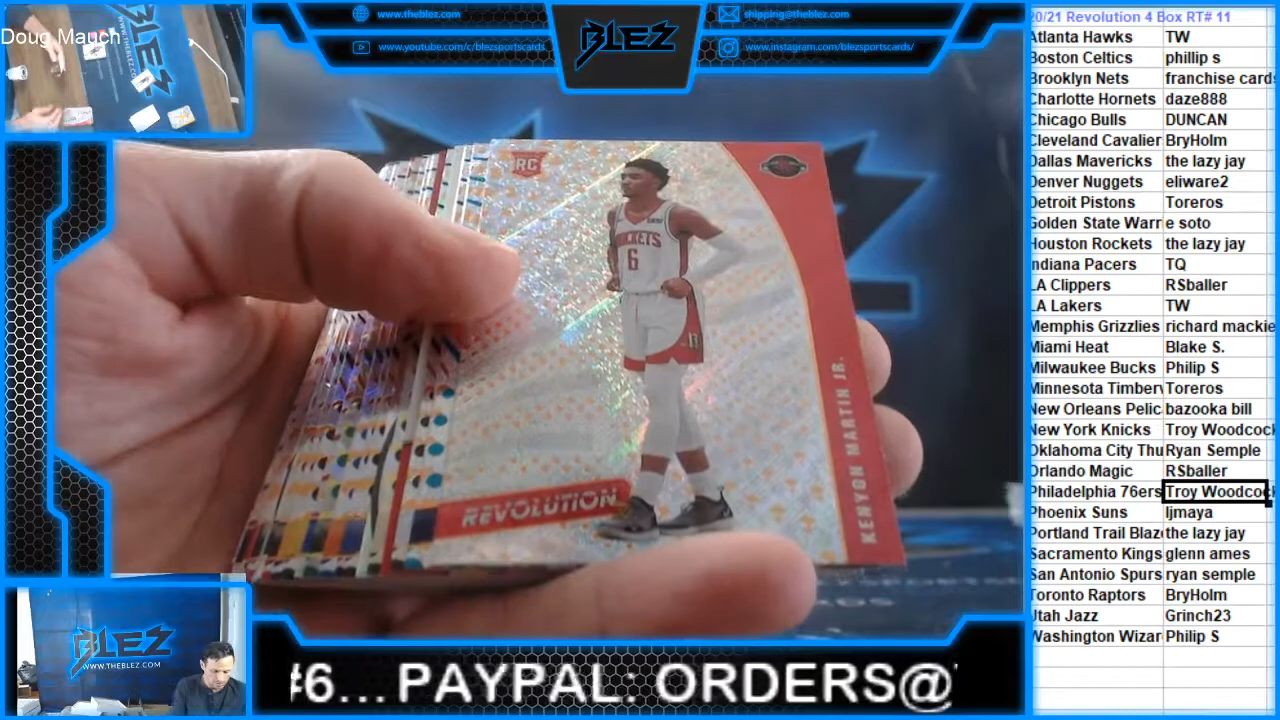 Doug Mauch
www.theblez.com
www.youtube.com/c/blezsportscards
BLEZ
shipping@theblez.com
www.instagram.com/blezsportscards/
20/21 Revolution 4 Box RT# 11
Atlanta Hawks TW
Boston Celtics phillip s
Brooklyn Nets franchise cards
Charlotte Hornets daze888
Chicago Bulls DUNCAN
Cleveland Cavalier BryHolm
Dallas Mavericks the lazy jay
Denver Nuggets eliware2
Detroit Pistons Toreros
Golden State Warr e soto
Houston Rockets the lazy jay
Indiana Pacers TQ
LA Clippers RSballer
LA Lakers TW
Memphis Grizzlies richard mackie
Miami Heat Blake S.
Milwaukee Bucks Philip S
Minnesota Timberv Toreros
New Orleans Pelic bazooka bill
New York Knicks Troy Woodcock
Oklahoma City Thu Ryan Semple
Orlando Magic RSballer
Philadelphia 76ers Troy Woodcock
Phoenix Suns ljmaya
Portland Trail Blaze the lazy jay
Sacramento Kings glenn ames
San Antonio Spurs ryan semple
Toronto Raptors BryHolm
Utah Jazz Grinch23
Washington Wizar Philip S
RC
ROCKETS
6
REVOLUTION
KENYON MARTIN JR.
BLEZ
WWW.THEBLEZ.COM
#6... PAYPAL: ORDERS@